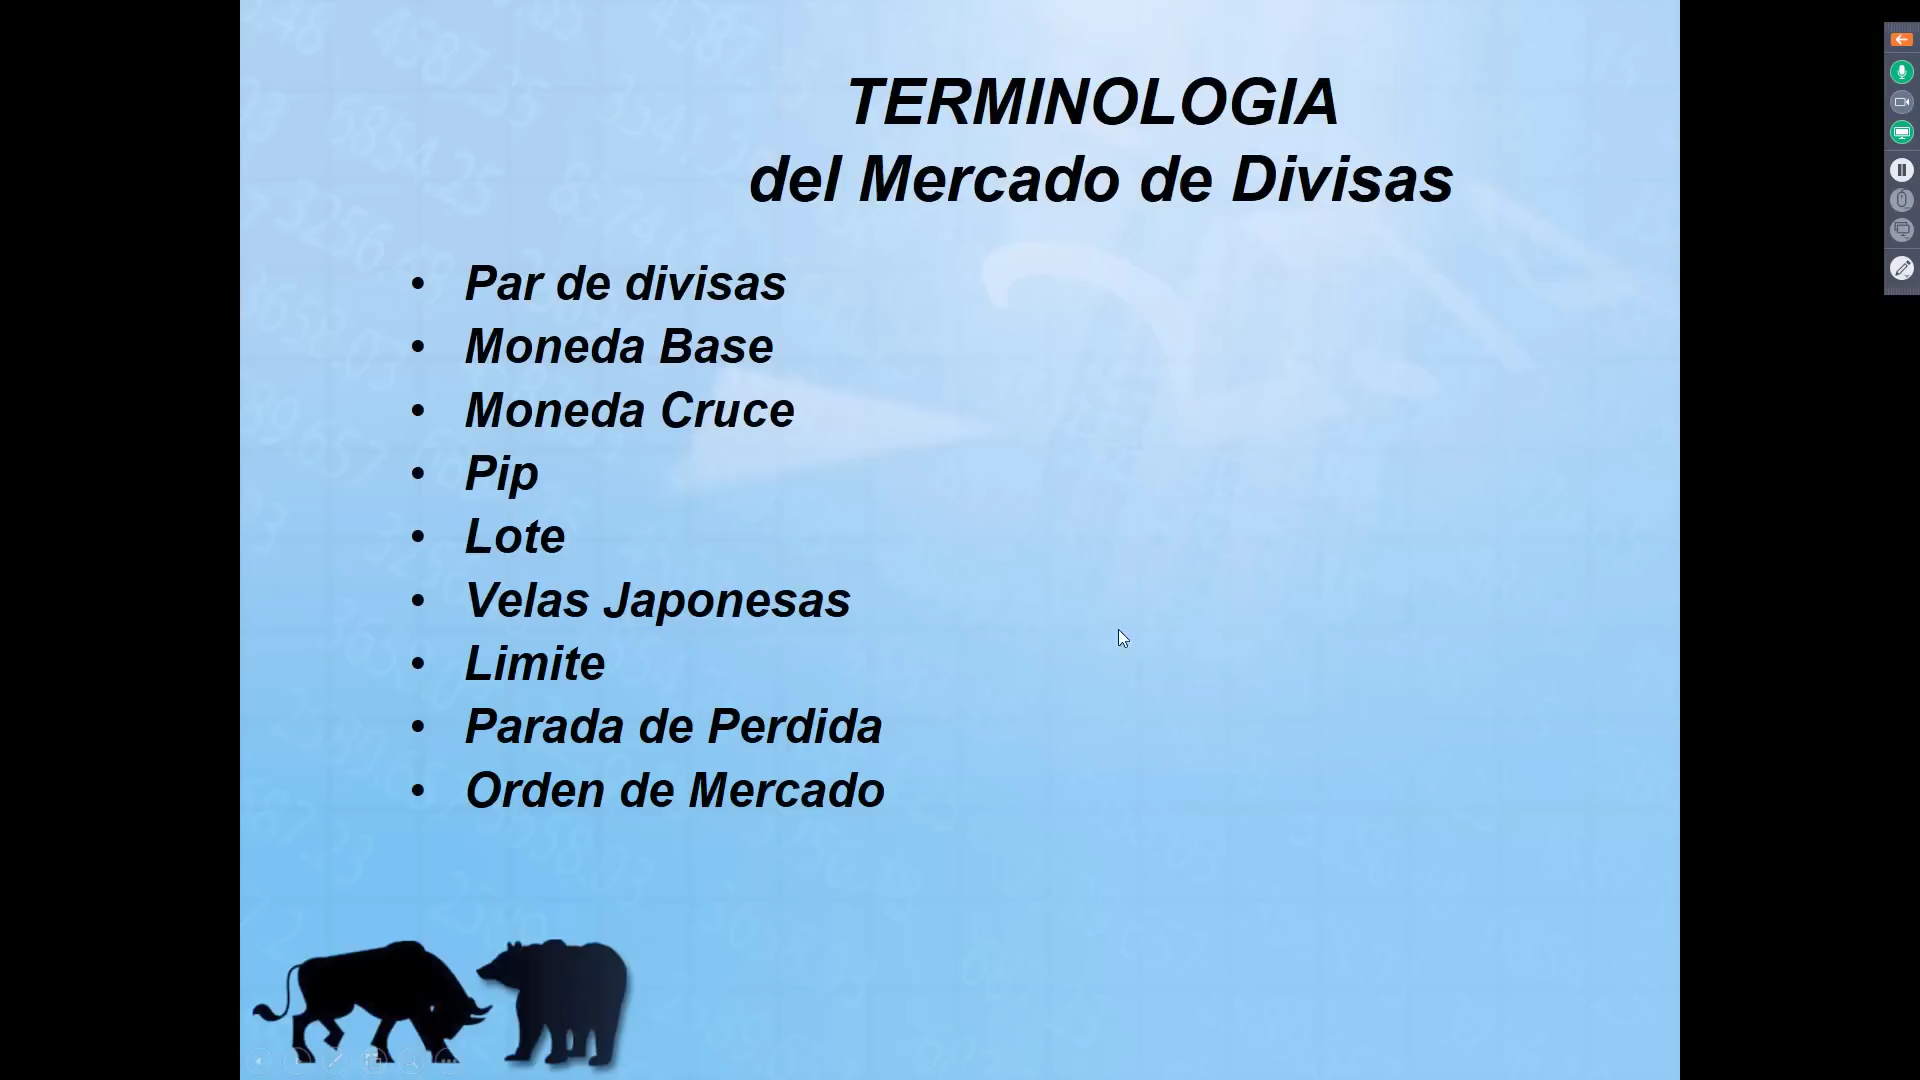 TERMINOLOGIA
del Mercado de Divisas
• Par de divisas
• Moneda Base
• Moneda Cruce
• Pip
• Lote
• Velas Japonesas
• Limite
• Parada de Perdida
• Orden de Mercado